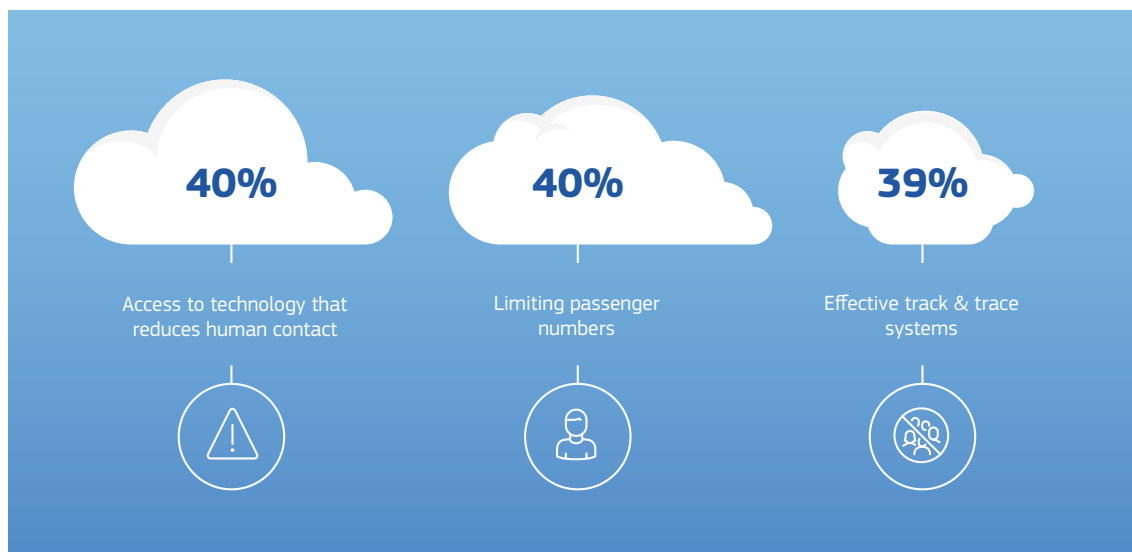 40%
40%
39%
Access to technology that
reduces human contact
Limiting passenger
numbers
Effective track & trace
systems